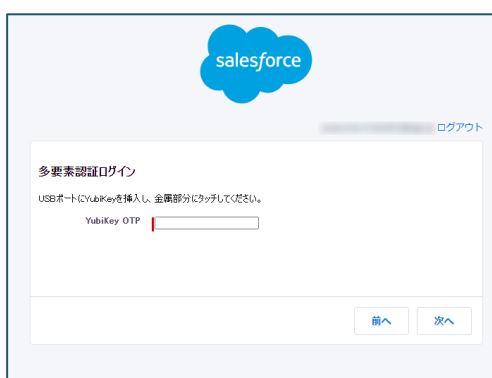 salesforce
ログアウト
多要素認証ログイン
USBポートにYubiKeyを挿入し、金属部分にタッチしてください。
YubiKey OTP
前へ
次へ